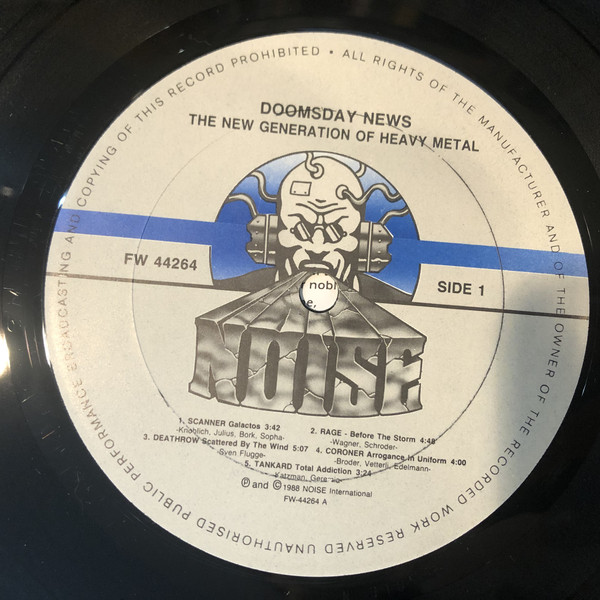 ALL RIGHTS OF THE MANUFACTURER AND OF THE OWNER OF THE RECORDED WORK RESERVED UNAUTHORISED PUBLIC PERFORMANCE BROADCASTING AND COPYING OF THIS RECORD PROHIBITED •
DOOMSDAY NEWS
THE NEW GENERATION OF HEAVY METAL
FW 44264
SIDE 1
nobl
e,
NOISE
1. SCANNER Galactos 3:42
-Knoblich, Julius, Bork, Sopha-
2. RAGE - Before The Storm 4:48
-Wagner, Schroder-
3. DEATHROW Scattered By The Wind 5:07
-Sven Flugge-
4. CORONER Arrogance in Uniform 4:00
-Broder, Vetterli, Edelmann-
5. TANKARD Total Addiction 3:24
-Katzman,
℗ and © 1988 NOISE International
FW-44264 A